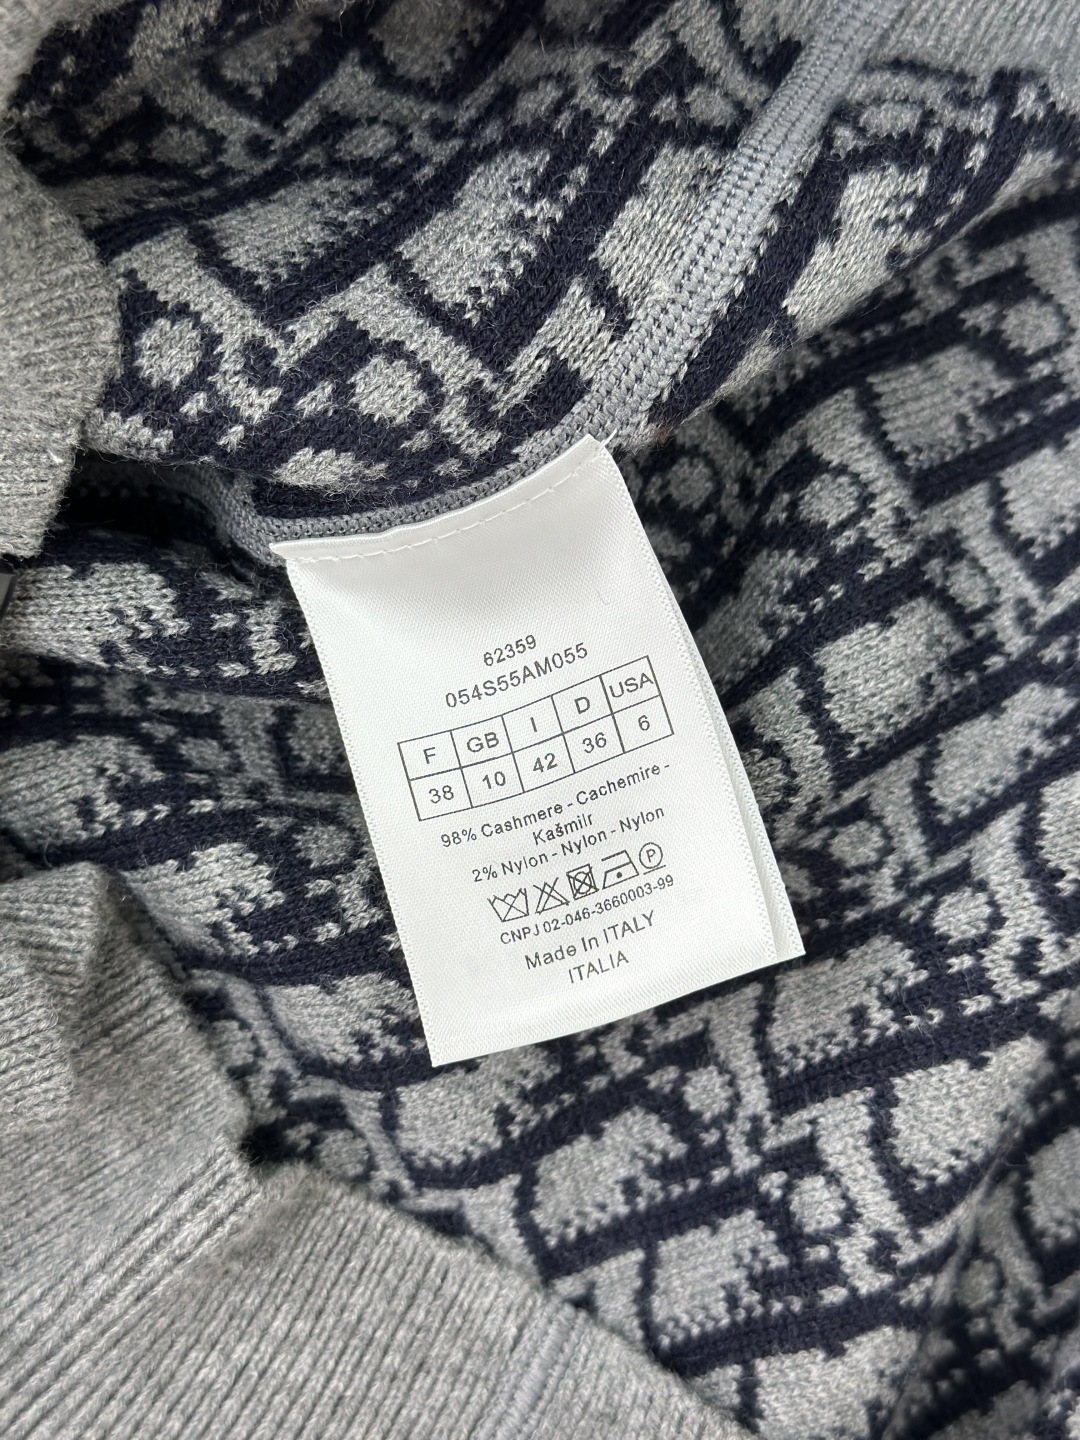 62359
054S55AM055
F GB I D USA
38 10 42 36 6
98% Cashmere - Cachemire -
Kašmilr
2% Nylon - Nylon - Nylon
P
CNPJ 02-046-3660003-99
Made In ITALY
ITALIA